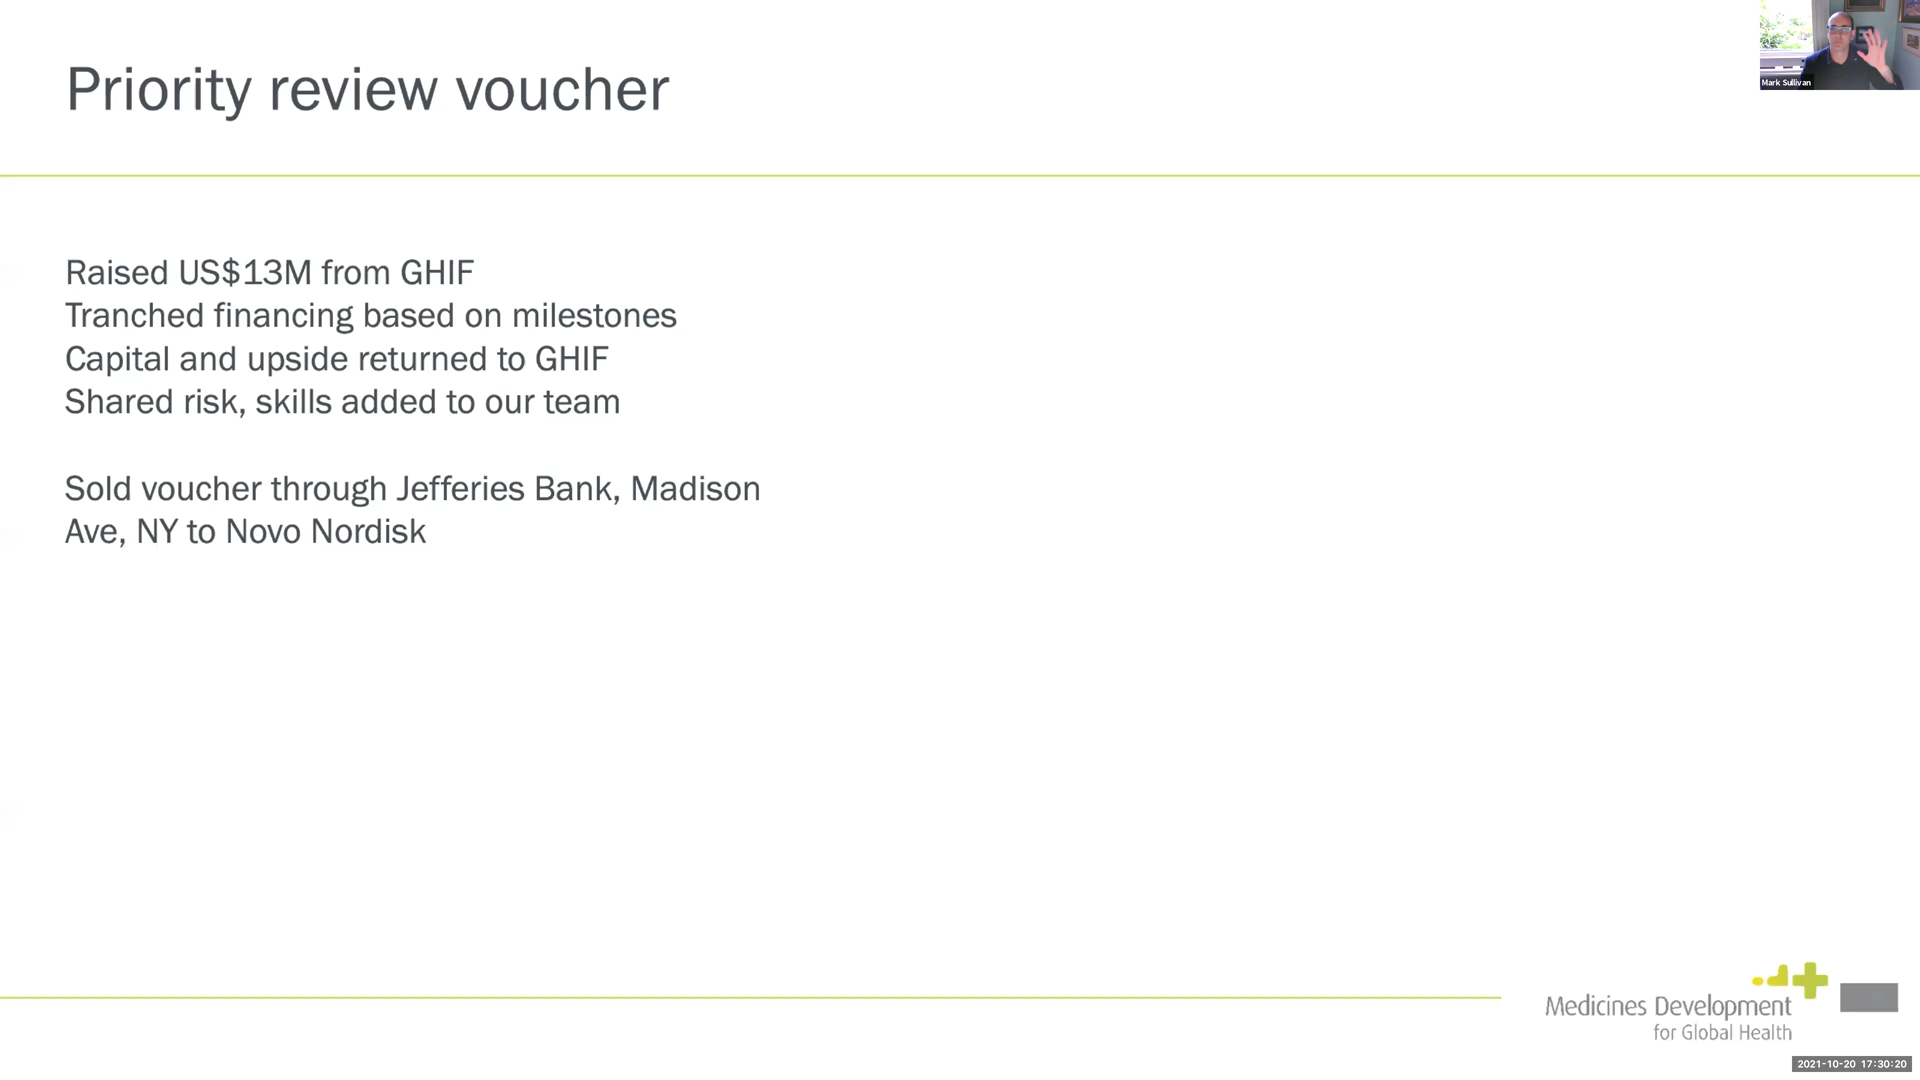 Priority review voucher
Mark Sullivan
Raised US$13M from GHIF
Tranched financing based on milestones
Capital and upside returned to GHIF
Shared risk, skills added to our team
Sold voucher through Jefferies Bank, Madison
Ave, NY to Novo Nordisk
Medicines Development
for Global Health
2021-10-20 17:30:20